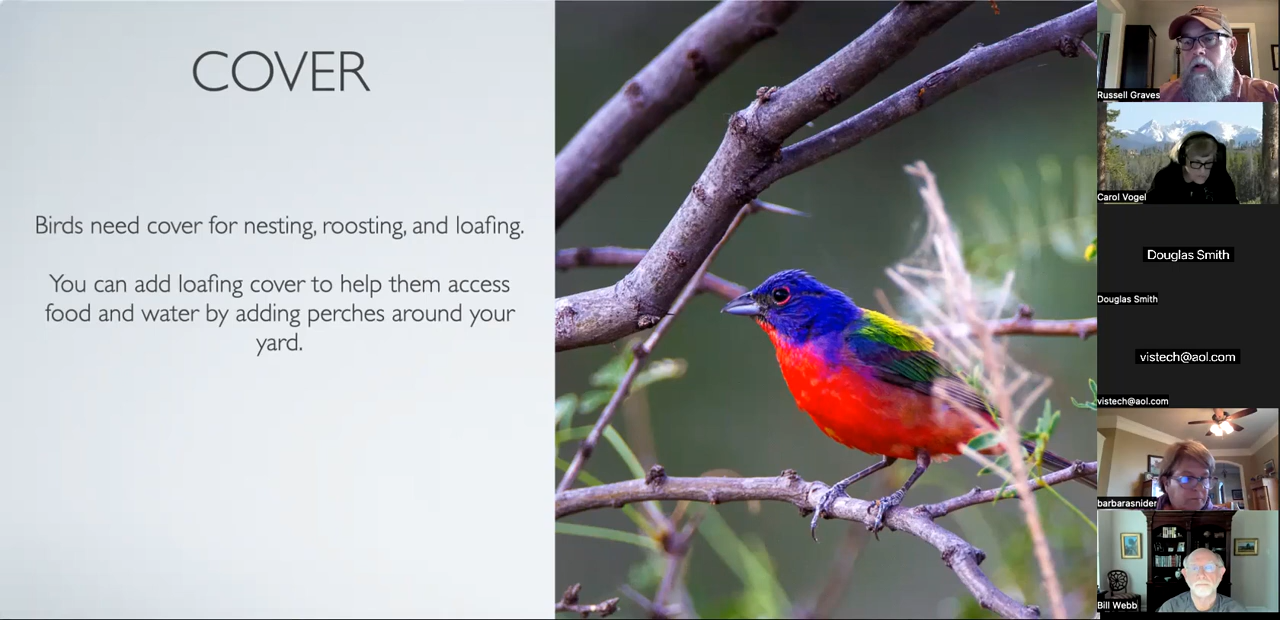 COVER
Birds need cover for nesting, roosting, and loafing.
You can add loafing cover to help them access
food and water by adding perches around your
yard.
Russell Graves
Carol Vogel
Douglas Smith
Douglas Smith
vistech@aol.com
vistech@aol.com
barbarasnider
Bill Webb